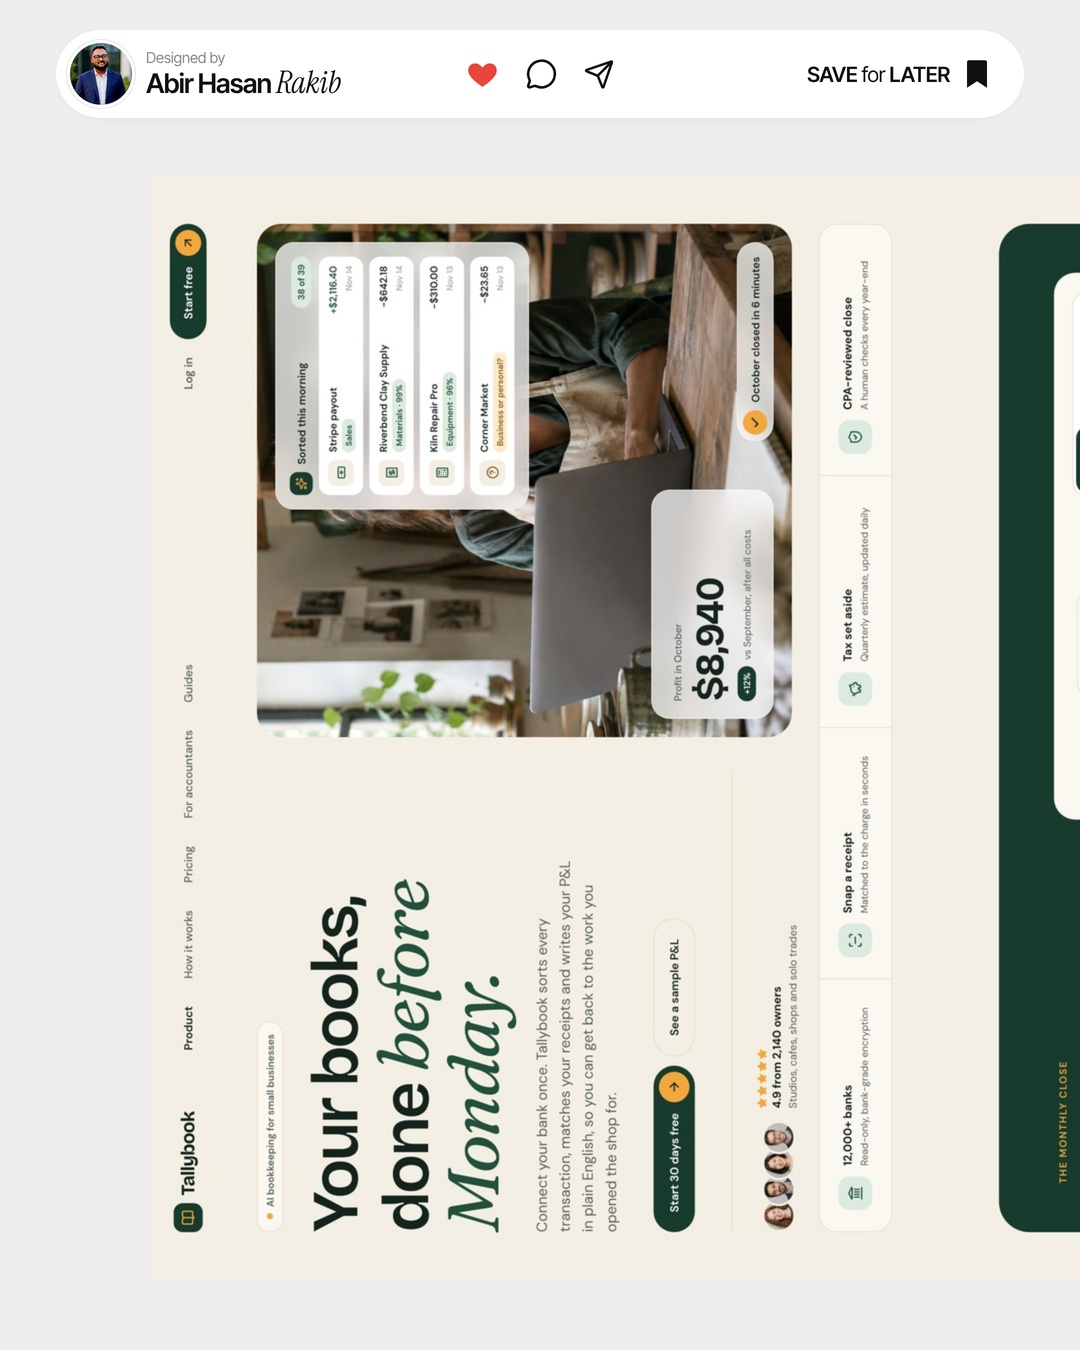 Designed by
Abir Hasan Rakib
SAVE for LATER
Tallybook
Product
How it works
Pricing
For accountants
Guides
Log in
Start free
AI bookkeeping for small businesses
Your books,
done before
Monday.
Connect your bank once. Tallybook sorts every
transaction, matches your receipts and writes your P&L
in plain English, so you can get back to the work you
opened the shop for.
Start 30 days free
See a sample P&L
4.9 from 2,140 owners
Studios, cafes, shops and solo trades
Sorted this morning
38 of 39
Stripe payout
+$2,116.40
Sales
Nov 14
Riverbend Clay Supply
−$642.18
Materials · 99%
Nov 14
Kiln Repair Pro
−$310.00
Equipment · 96%
Nov 13
Corner Market
−$23.65
Business or personal?
Nov 13
Profit in October
$8,940
+12% vs September, after all costs
October closed in 6 minutes
12,000+ banks
Read-only, bank-grade encryption
Snap a receipt
Matched to the charge in seconds
Tax set aside
Quarterly estimate, updated daily
CPA-reviewed close
A human checks every year-end
THE MONTHLY CLOSE